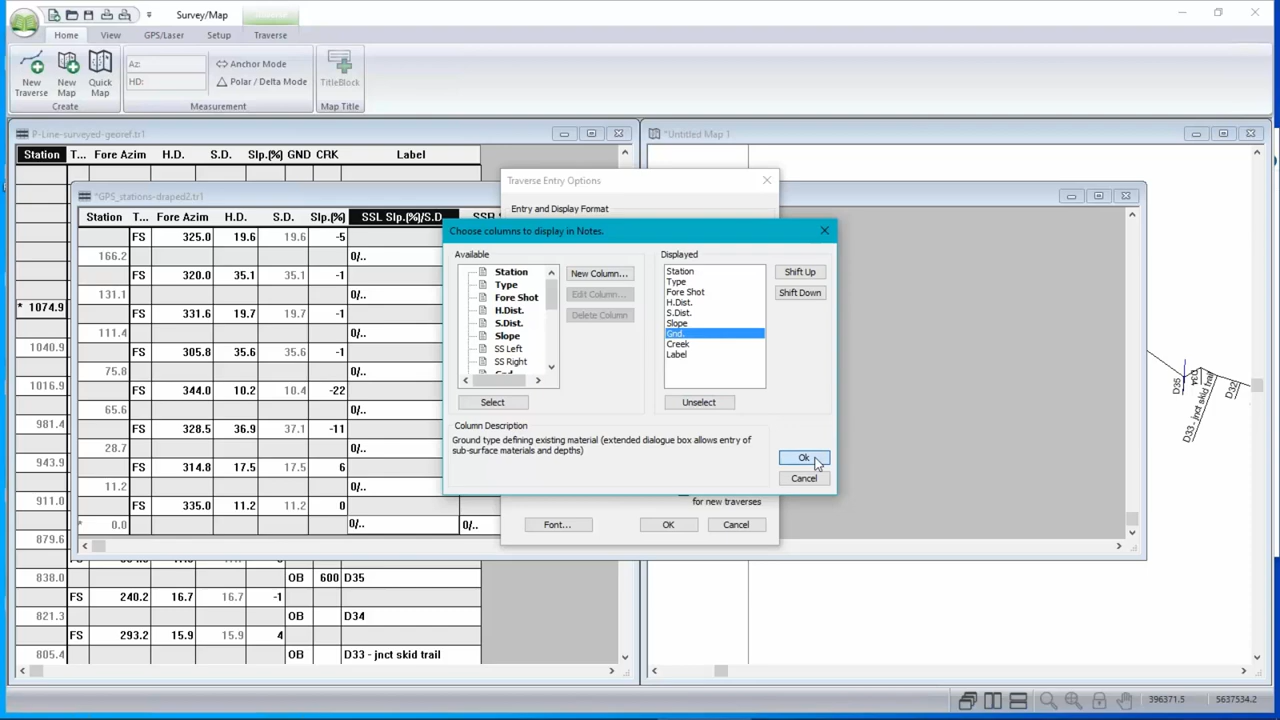 Survey/Map
Home View GPS/Laser Setup Traverse
New Traverse
New Map
Quick Map
Create
Az:
HD:
Anchor Mode
Polar / Delta Mode
Measurement
TitleBlock
Map Title
P-Line-surveyed-georef.tr1
Station T... Fore Azim H.D. S.D. Slp.(%) GND CRK Label
* 1074.9
1040.9
1016.9
981.4
943.9
911.0
879.6
838.0 OB 600 D35
FS 240.2 16.7 16.7 -1
821.3 OB D34
FS 293.2 15.9 15.9 4
805.4 OB D33 - jnct skid trail
*GPS_stations-draped2.tr1
Station T... Fore Azim H.D. S.D. Slp.(%) SSL Slp.(%)/S.D
FS 325.0 19.6 19.6 -5
166.2 0/..
FS 320.0 35.1 35.1 -1
131.1 0/..
FS 331.6 19.7 19.7 -1
111.4 0/..
FS 305.8 35.6 35.6 -1
75.8 0/..
FS 344.0 10.2 10.4 -22
65.6 0/..
FS 328.5 36.9 37.1 -11
28.7 0/..
FS 314.8 17.5 17.5 6
11.2 0/..
FS 335.0 11.2 11.2 0
* 0.0 0/.. 0/..
Traverse Entry Options
Entry and Display Format
Choose columns to display in Notes.
Available
Station
Type
Fore Shot
H.Dist.
S.Dist.
Slope
SS Left
SS Right
Select
New Column...
Edit Column...
Delete Column
Displayed
Station
Type
Fore Shot
H.Dist.
S.Dist.
Slope
Gnd.
Creek
Label
Unselect
Shift Up
Shift Down
Column Description
Ground type defining existing material (extended dialogue box allows entry of
sub-surface materials and depths)
Ok
Cancel
for new traverses
Font... OK Cancel
*Untitled Map 1
D35
D34
D33 - jnct skid trail
D32
396371.5 5637534.2